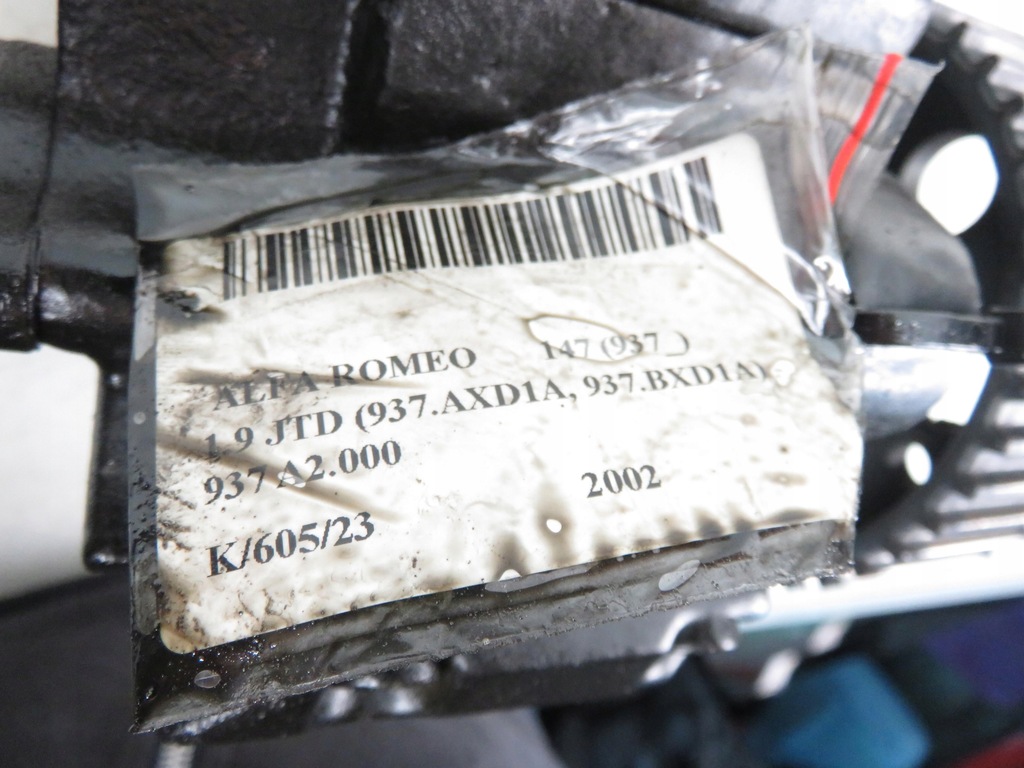 ALFA ROMEO 147 (937_)
1.9 JTD (937.AXD1A, 937.BXD1A)
937 A2.000
2002
K/605/23